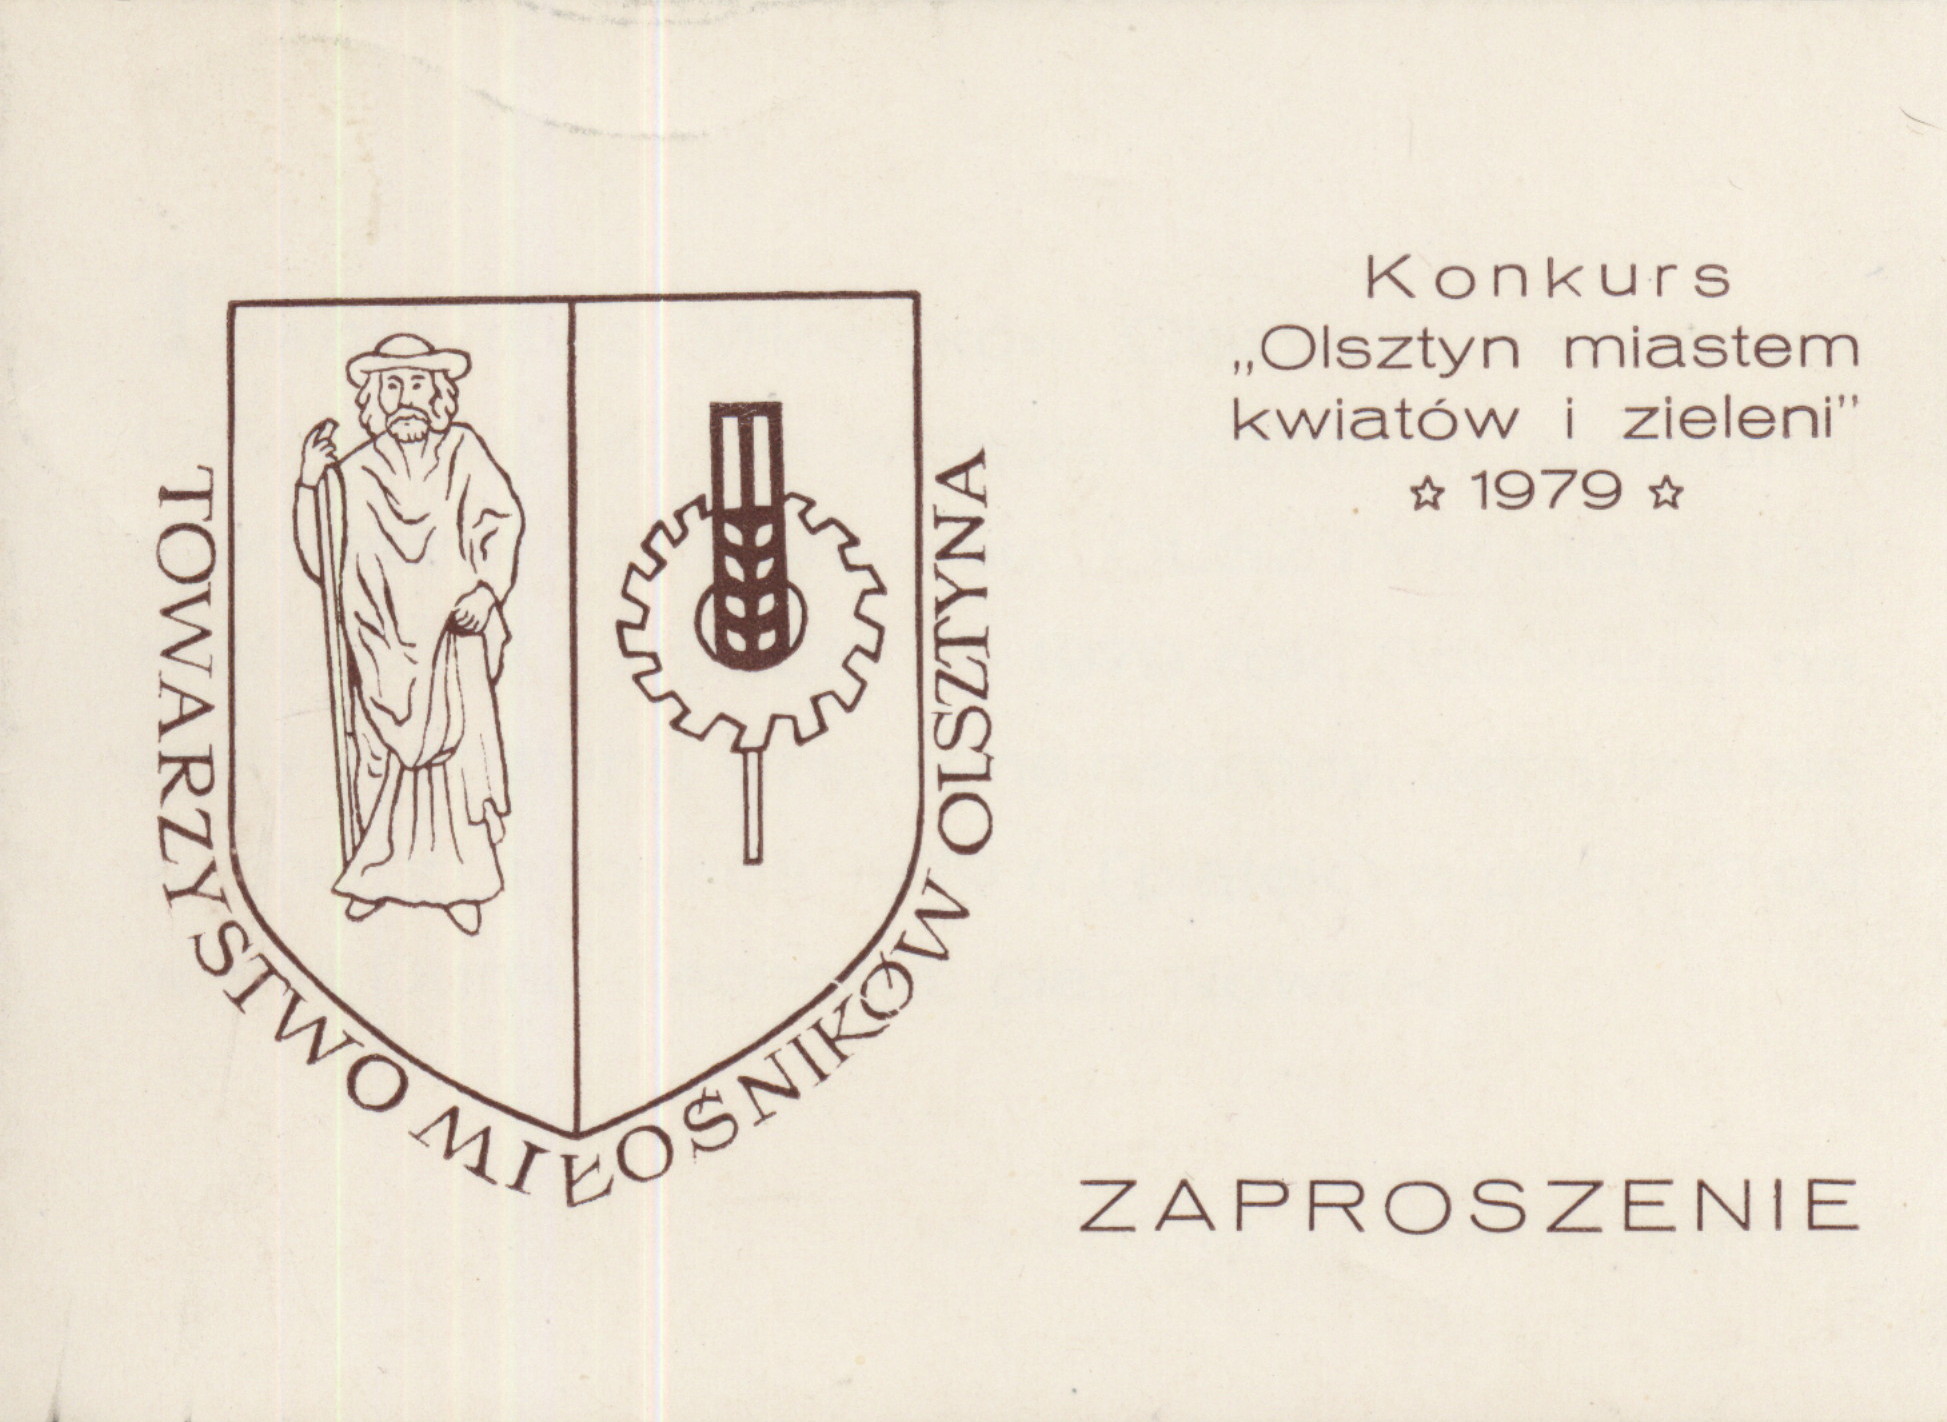 TOWARZYSTWO MIŁOŚNIKÓW OLSZTYNA
Konkurs
„Olsztyn miastem
kwiatów i zieleni”
☆ 1979 ☆
ZAPROSZENIE